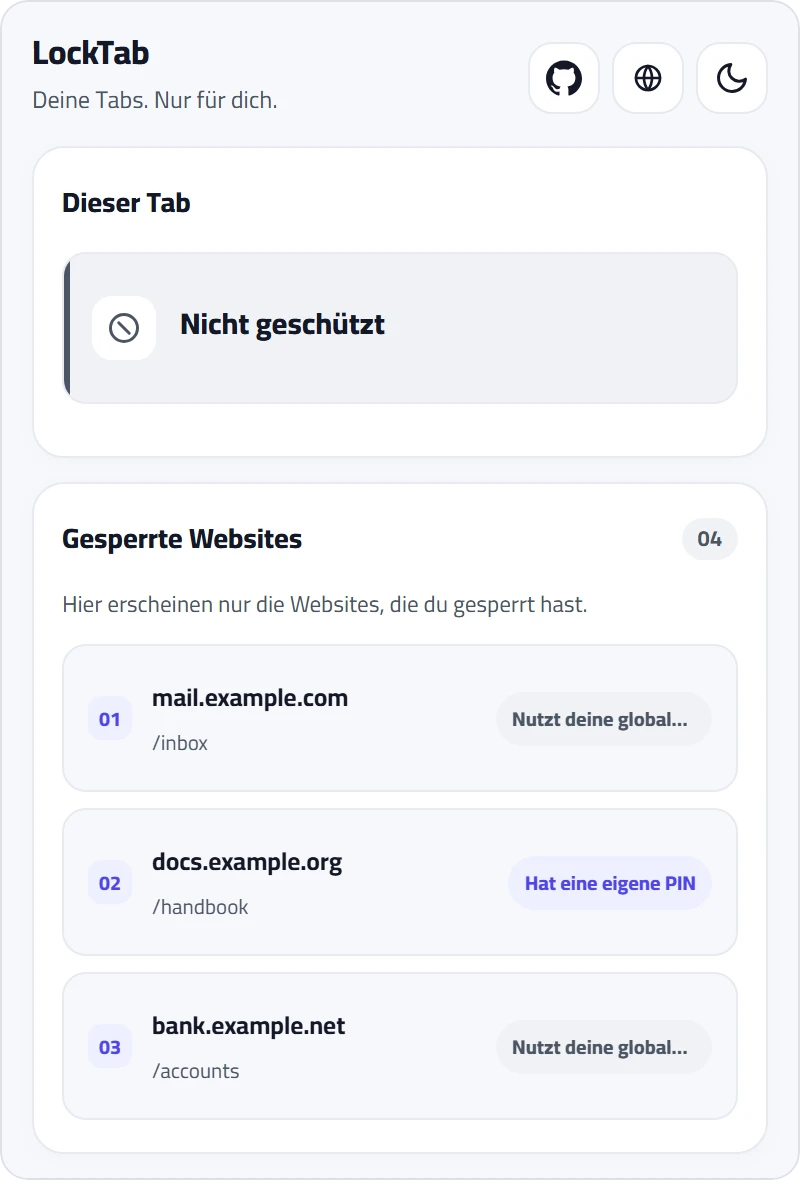 LockTab
Deine Tabs. Nur für dich.
Dieser Tab
Nicht geschützt
Gesperrte Websites
04
Hier erscheinen nur die Websites, die du gesperrt hast.
01
mail.example.com
/inbox
Nutzt deine global...
02
docs.example.org
/handbook
Hat eine eigene PIN
03
bank.example.net
/accounts
Nutzt deine global...